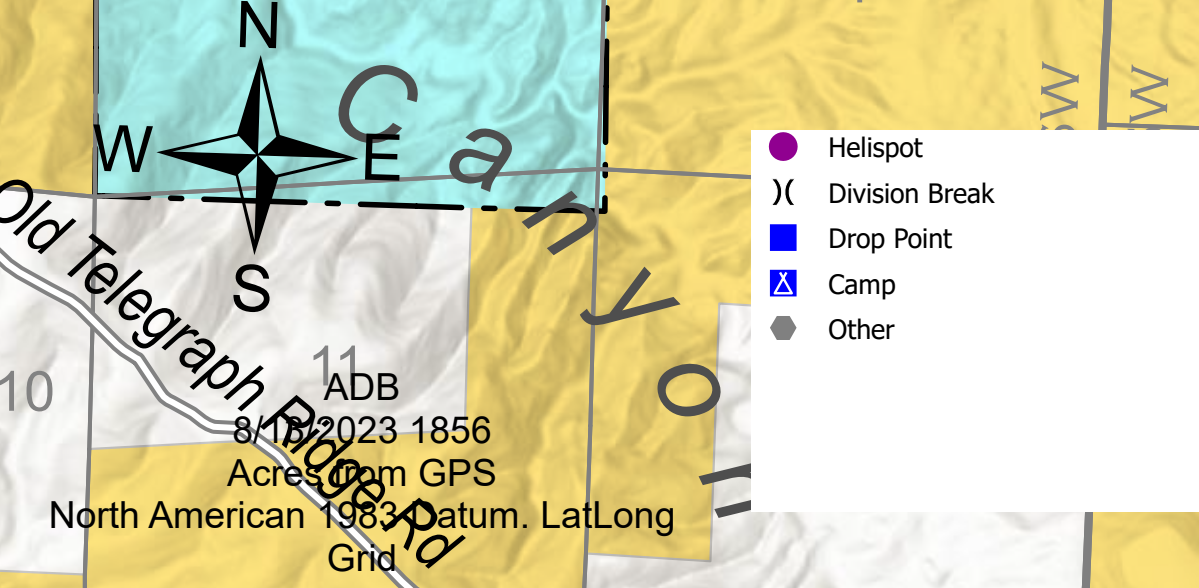 N
W
E
S
Canyon
W
Old Telegraph Ridge Rd
10
11
ADB
8/13/2023 1856
Acres from GPS
North American 1983 Datum. LatLong
Grid
Helispot
Division Break
Drop Point
Camp
Other